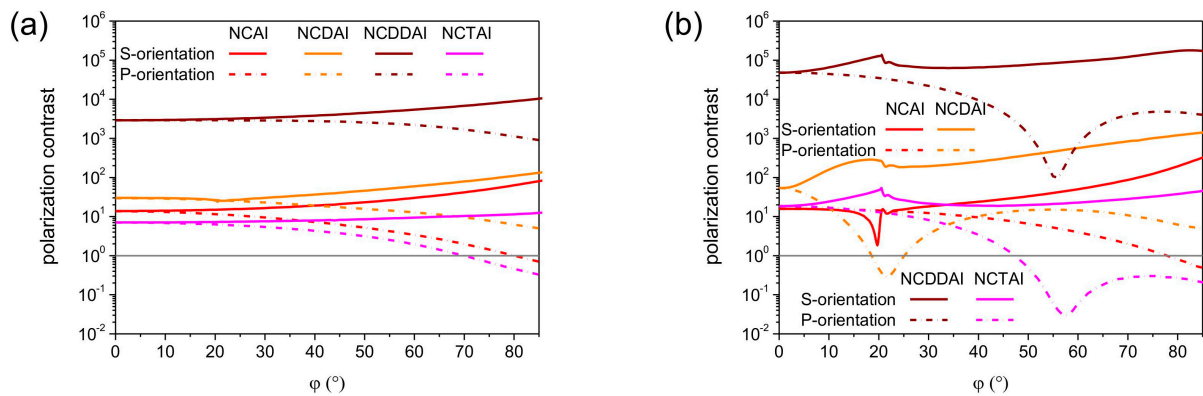 (a)
polarization contrast
10^6
10^5
10^4
10^3
10^2
10^1
10^0
10^-1
10^-2
NCAI NCDAI NCDDAI NCTAI
S-orientation
P-orientation
0 10 20 30 40 50 60 70 80
φ (°)
(b)
polarization contrast
10^6
10^5
10^4
10^3
10^2
10^1
10^0
10^-1
10^-2
NCAI NCDAI
S-orientation
P-orientation
NCDDAI NCTAI
S-orientation
P-orientation
0 10 20 30 40 50 60 70 80
φ (°)